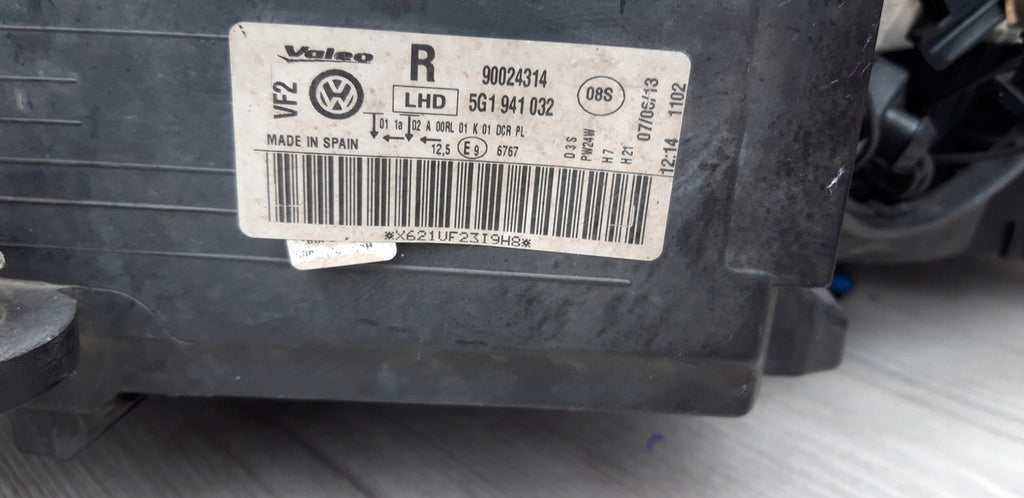 Valeo
R
90024314
VF2
LHD
5G1 941 032
08S
01 1a 02 A 00RL 01 K 01 DCR PL
MADE IN SPAIN
12,5 E9 6767
D3S
PW24W
H7
H21
07/06/13
12:14 1102
*X621UF23I9H8*